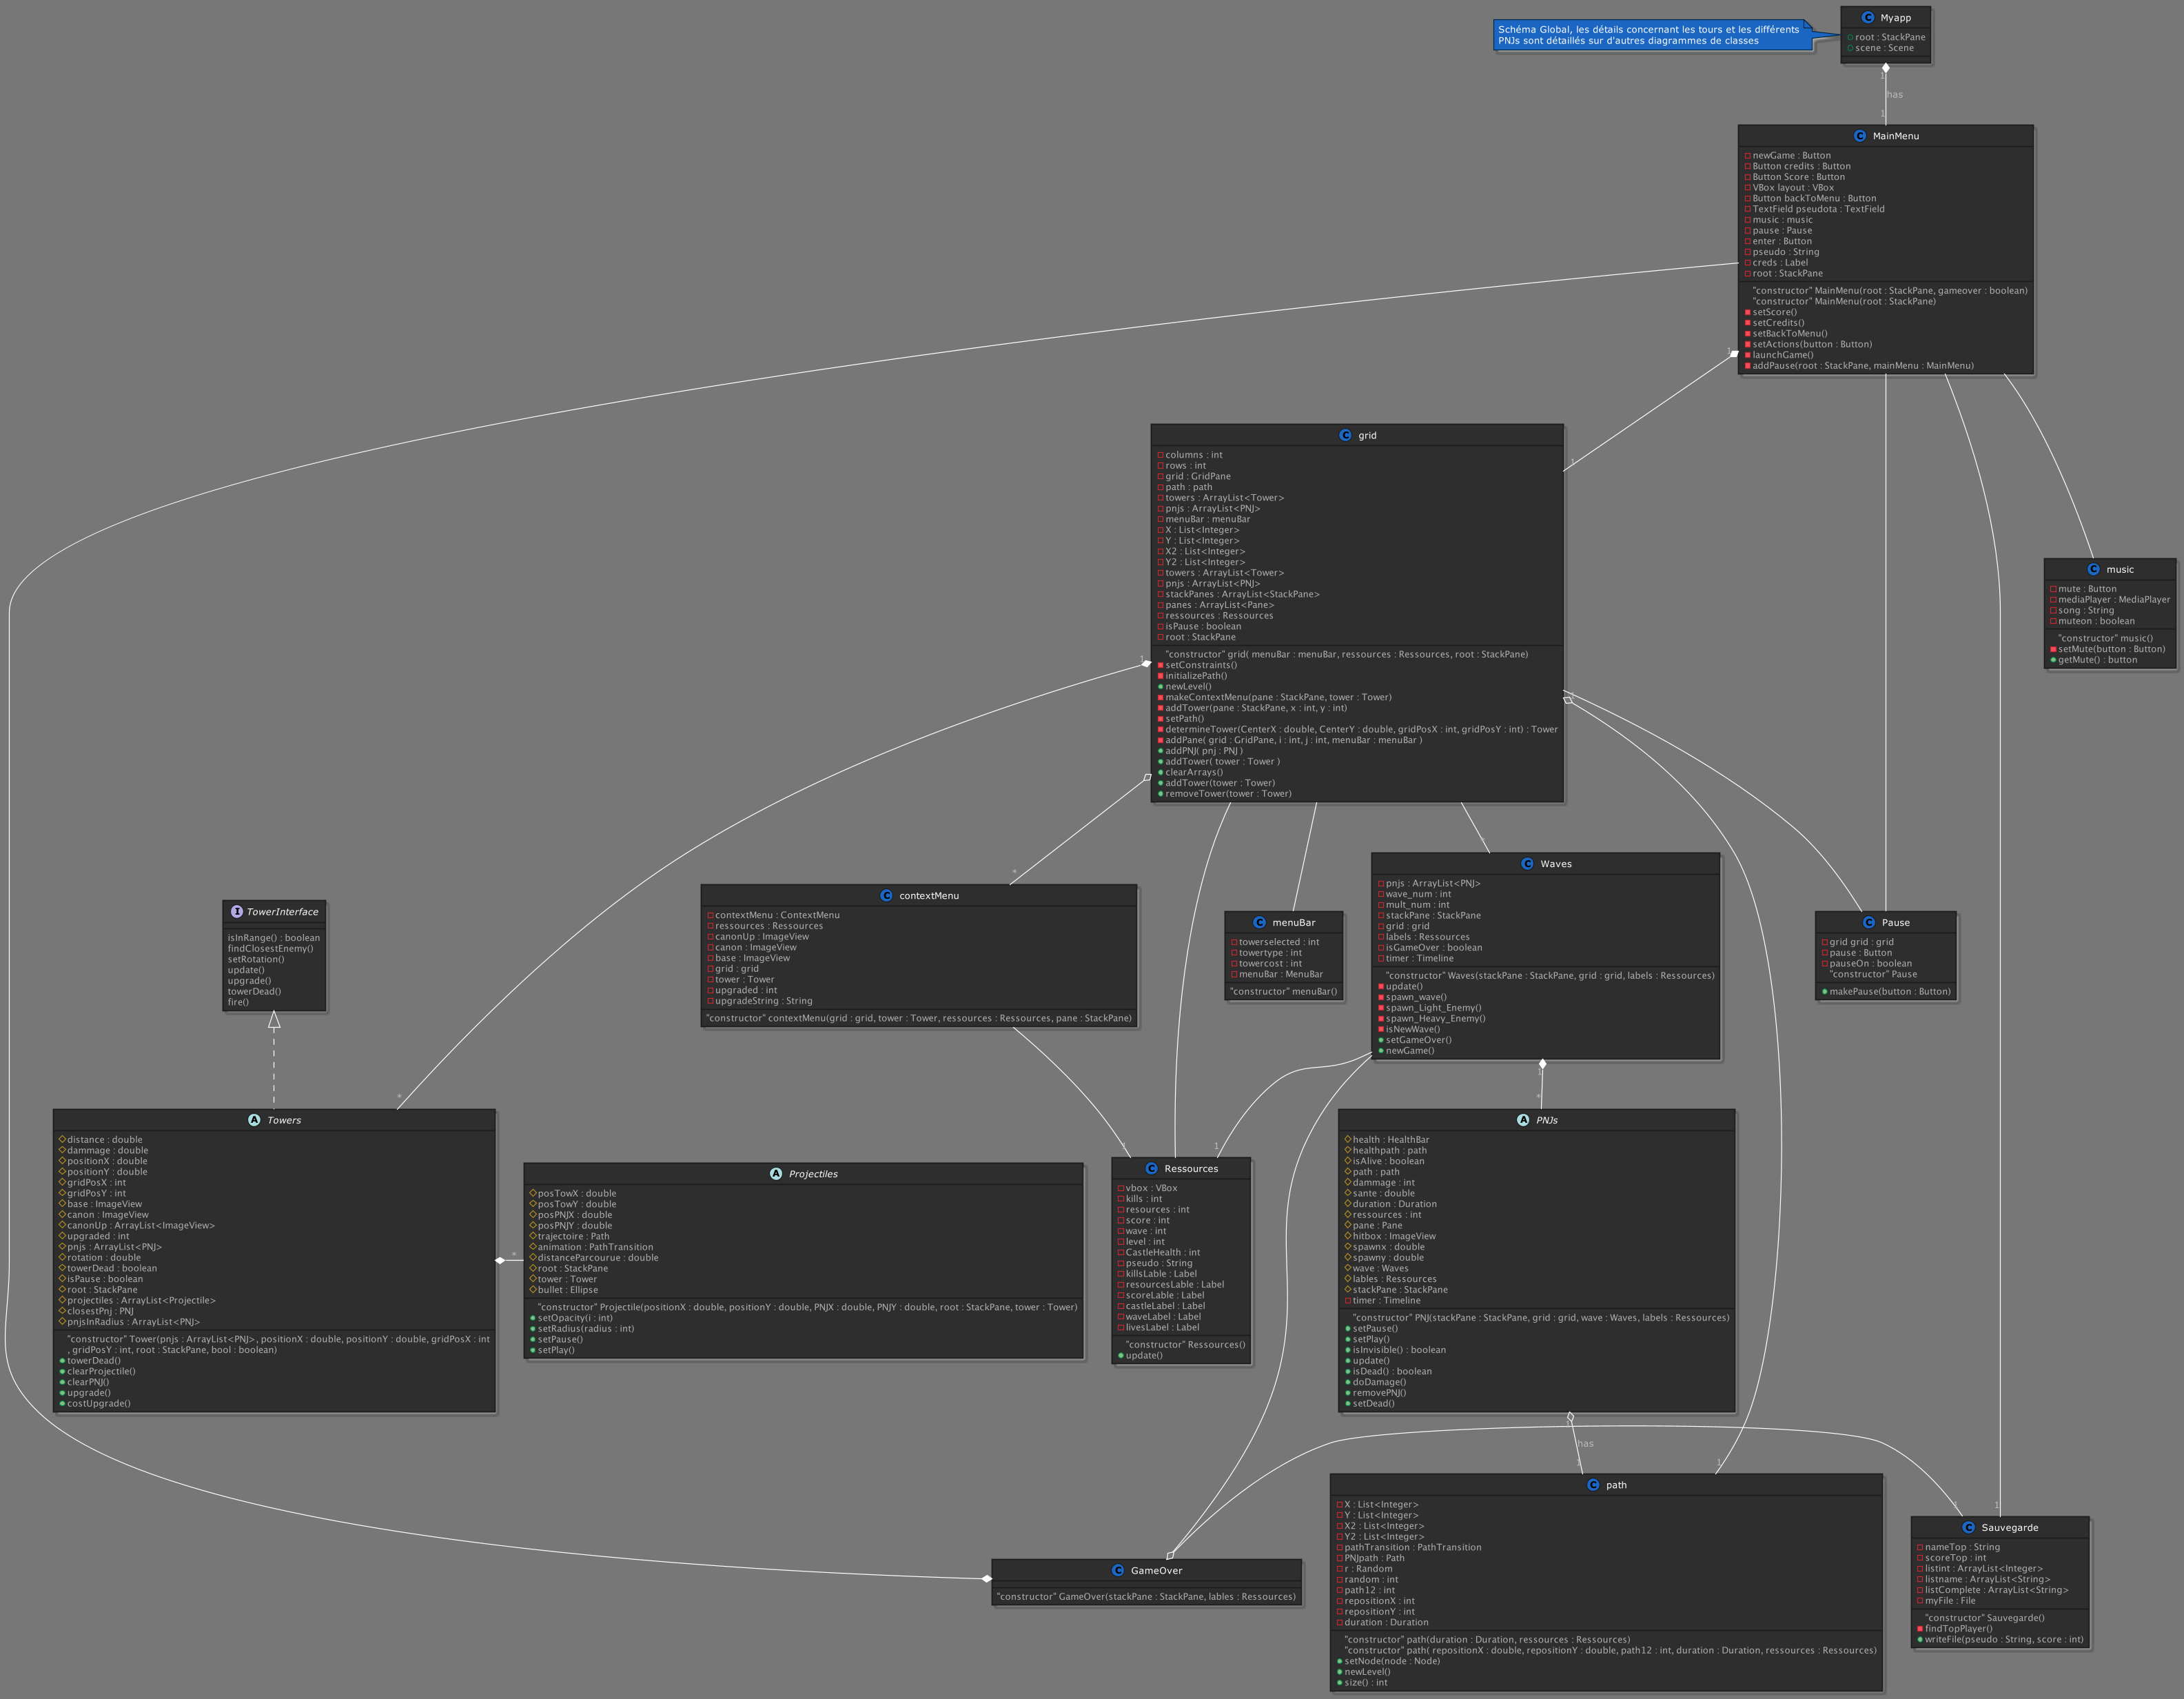 Schéma Global, les détails concernant les tours et les différents
PNJs sont détaillés sur d'autres diagrammes de classes
Myapp
root : StackPane
scene : Scene
1
has
1
MainMenu
newGame : Button
Button credits : Button
Button Score : Button
VBox layout : VBox
Button backToMenu : Button
TextField pseudota : TextField
music : music
pause : Pause
enter : Button
pseudo : String
creds : Label
root : StackPane
"constructor" MainMenu(root : StackPane, gameover : boolean)
"constructor" MainMenu(root : StackPane)
setScore()
setCredits()
setBackToMenu()
setActions(button : Button)
launchGame()
addPause(root : StackPane, mainMenu : MainMenu)
1
1
grid
columns : int
rows : int
grid : GridPane
path : path
towers : ArrayList<Tower>
pnjs : ArrayList<PNJ>
menuBar : menuBar
X : List<Integer>
Y : List<Integer>
X2 : List<Integer>
Y2 : List<Integer>
towers : ArrayList<Tower>
pnjs : ArrayList<PNJ>
stackPanes : ArrayList<StackPane>
panes : ArrayList<Pane>
ressources : Ressources
isPause : boolean
root : StackPane
"constructor" grid( menuBar : menuBar, ressources : Ressources, root : StackPane)
setConstraints()
initializePath()
newLevel()
makeContextMenu(pane : StackPane, tower : Tower)
addTower(pane : StackPane, x : int, y : int)
setPath()
determineTower(CenterX : double, CenterY : double, gridPosX : int, gridPosY : int) : Tower
addPane( grid : GridPane, i : int, j : int, menuBar : menuBar )
addPNJ( pnj : PNJ )
addTower( tower : Tower )
clearArrays()
addTower(tower : Tower)
removeTower(tower : Tower)
1
1
music
mute : Button
mediaPlayer : MediaPlayer
song : String
muteon : boolean
"constructor" music()
setMute(button : Button)
getMute() : button
*
*
TowerInterface
isInRange() : boolean
findClosestEnemy()
setRotation()
update()
upgrade()
towerDead()
fire()
contextMenu
contextMenu : ContextMenu
ressources : Ressources
canonUp : ImageView
canon : ImageView
base : ImageView
grid : grid
tower : Tower
upgraded : int
upgradeString : String
"constructor" contextMenu(grid : grid, tower : Tower, ressources : Ressources, pane : StackPane)
menuBar
towerselected : int
towertype : int
towercost : int
menuBar : MenuBar
"constructor" menuBar()
Waves
pnjs : ArrayList<PNJ>
wave_num : int
mult_num : int
stackPane : StackPane
grid : grid
labels : Ressources
isGameOver : boolean
timer : Timeline
"constructor" Waves(stackPane : StackPane, grid : grid, labels : Ressources)
update()
spawn_wave()
spawn_Light_Enemy()
spawn_Heavy_Enemy()
isNewWave()
setGameOver()
newGame()
Pause
grid grid : grid
pause : Button
pauseOn : boolean
"constructor" Pause
makePause(button : Button)
1
*
*
Towers
distance : double
dammage : double
positionX : double
positionY : double
gridPosX : int
gridPosY : int
base : ImageView
canon : ImageView
canonUp : ArrayList<ImageView>
upgraded : int
pnjs : ArrayList<PNJ>
rotation : double
towerDead : boolean
isPause : boolean
root : StackPane
projectiles : ArrayList<Projectile>
closestPnj : PNJ
pnjsInRadius : ArrayList<PNJ>
"constructor" Tower(pnjs : ArrayList<PNJ>, positionX : double, positionY : double, gridPosX : int
, gridPosY : int, root : StackPane, bool : boolean)
towerDead()
clearProjectile()
clearPNJ()
upgrade()
costUpgrade()
*
Projectiles
posTowX : double
posTowY : double
posPNJX : double
posPNJY : double
trajectoire : Path
animation : PathTransition
distanceParcourue : double
root : StackPane
tower : Tower
bullet : Ellipse
"constructor" Projectile(positionX : double, positionY : double, PNJX : double, PNJY : double, root : StackPane, tower : Tower)
setOpacity(i : int)
setRadius(radius : int)
setPause()
setPlay()
1
1
Ressources
vbox : VBox
kills : int
resources : int
score : int
wave : int
level : int
CastleHealth : int
pseudo : String
killsLable : Label
resourcesLable : Label
scoreLable : Label
castleLabel : Label
waveLabel : Label
livesLabel : Label
"constructor" Ressources()
update()
PNJs
health : HealthBar
healthpath : path
isAlive : boolean
path : path
dammage : int
sante : double
duration : Duration
ressources : int
pane : Pane
hitbox : ImageView
spawnx : double
spawny : double
wave : Waves
lables : Ressources
stackPane : StackPane
timer : Timeline
"constructor" PNJ(stackPane : StackPane, grid : grid, wave : Waves, labels : Ressources)
setPause()
setPlay()
isInvisible() : boolean
update()
isDead() : boolean
doDamage()
removePNJ()
setDead()
1
has
1
1
path
X : List<Integer>
Y : List<Integer>
X2 : List<Integer>
Y2 : List<Integer>
pathTransition : PathTransition
PNJpath : Path
r : Random
random : int
path12 : int
repositionX : int
repositionY : int
duration : Duration
"constructor" path(duration : Duration, ressources : Ressources)
"constructor" path( repositionX : double, repositionY : double, path12 : int, duration : Duration, ressources : Ressources)
setNode(node : Node)
newLevel()
size() : int
1
1
Sauvegarde
nameTop : String
scoreTop : int
listint : ArrayList<Integer>
listname : ArrayList<String>
listComplete : ArrayList<String>
myFile : File
"constructor" Sauvegarde()
findTopPlayer()
writeFile(pseudo : String, score : int)
GameOver
"constructor" GameOver(stackPane : StackPane, lables : Ressources)